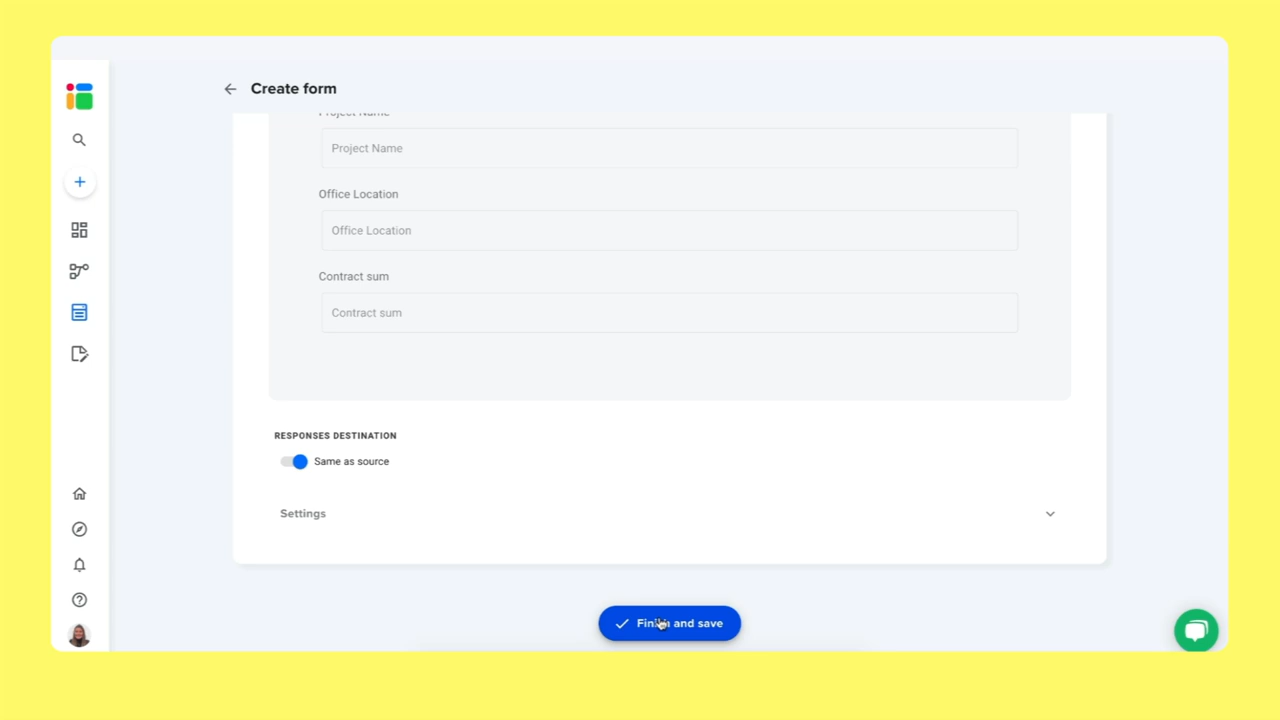 Create form
Project Name
Project Name
Office Location
Office Location
Contract sum
Contract sum
RESPONSES DESTINATION
Same as source
Settings
Finish and save